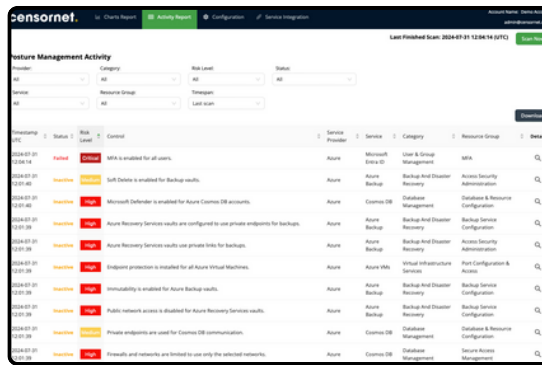 censornet.
Charts Report
Activity Report
Configuration
Service Integration
Account Name: Demo Acc
admin@censornet.
Last Finished Scan: 2024-07-31 12:04:14 (UTC)
Scan Now
Posture Management Activity
Provider:
Category:
Risk Level:
Status:
All
All
All
All
Service:
Resource Group:
Timespan:
All
All
Last scan
Download
Timestamp UTC
Status
Risk Level
Control
Service Provider
Service
Category
Resource Group
Detai
2024-07-31 12:04:14
Failed
Critical
MFA is enabled for all users.
Azure
Microsoft Entra ID
User & Group Management
MFA
2024-07-31 12:01:40
Inactive
Medium
Soft Delete is enabled for Backup vaults.
Azure
Azure Backup
Backup And Disaster Recovery
Access Security Administration
2024-07-31 12:01:40
Inactive
High
Microsoft Defender is enabled for Azure Cosmos DB accounts.
Azure
Cosmos DB
Database Management
Database & Resource Configuration
2024-07-31 12:01:39
Inactive
High
Azure Recovery Services vaults are configured to use private endpoints for backups.
Azure
Azure Backup
Backup And Disaster Recovery
Backup Service Configuration
2024-07-31 12:01:39
Inactive
High
Azure Recovery Services vaults use private links for backups.
Azure
Azure Backup
Backup And Disaster Recovery
Access Security Administration
2024-07-31 12:01:39
Inactive
High
Endpoint protection is installed for all Azure Virtual Machines.
Azure
Azure VMs
Virtual Infrastructure Services
Port Configuration & Access
2024-07-31 12:01:39
Inactive
High
Immutability is enabled for Azure Backup vaults.
Azure
Azure Backup
Backup And Disaster Recovery
Backup Service Configuration
2024-07-31 12:01:39
Inactive
High
Public network access is disabled for Azure Recovery Services vaults.
Azure
Azure Backup
Backup And Disaster Recovery
Backup Service Configuration
2024-07-31 12:01:39
Inactive
Medium
Private endpoints are used for Cosmos DB communication.
Azure
Cosmos DB
Database Management
Database & Resource Configuration
2024-07-31 12:01:39
Inactive
High
Firewalls and networks are limited to use only the selected networks.
Azure
Cosmos DB
Database Management
Secure Access Management